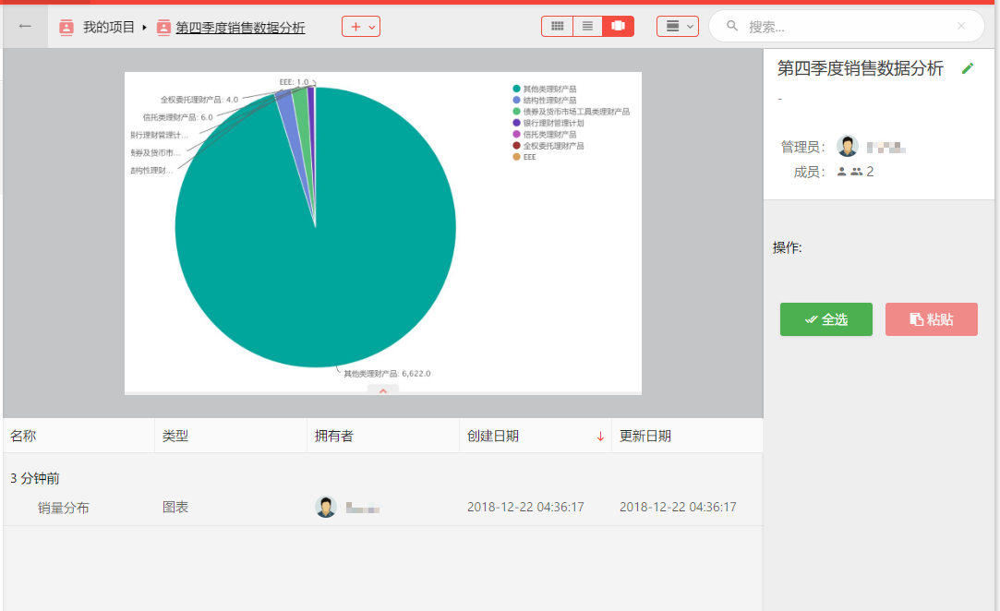 我的项目
第四季度销售数据分析
搜索...
第四季度销售数据分析
-
管理员:
成员:
2
操作:
全选
粘贴
EEE: 1.0
全权委托理财产品: 4.0
信托类理财产品: 6.0
银行理财管理计...
债券及货币市...
结构性理财...
其他类理财产品: 6,622.0
其他类理财产品
结构性理财产品
债券及货币市场工具类理财产品
银行理财管理计划
信托类理财产品
全权委托理财产品
EEE
名称 类型 拥有者 创建日期 更新日期
3 分钟前
销量分布 图表 2018-12-22 04:36:17 2018-12-22 04:36:17